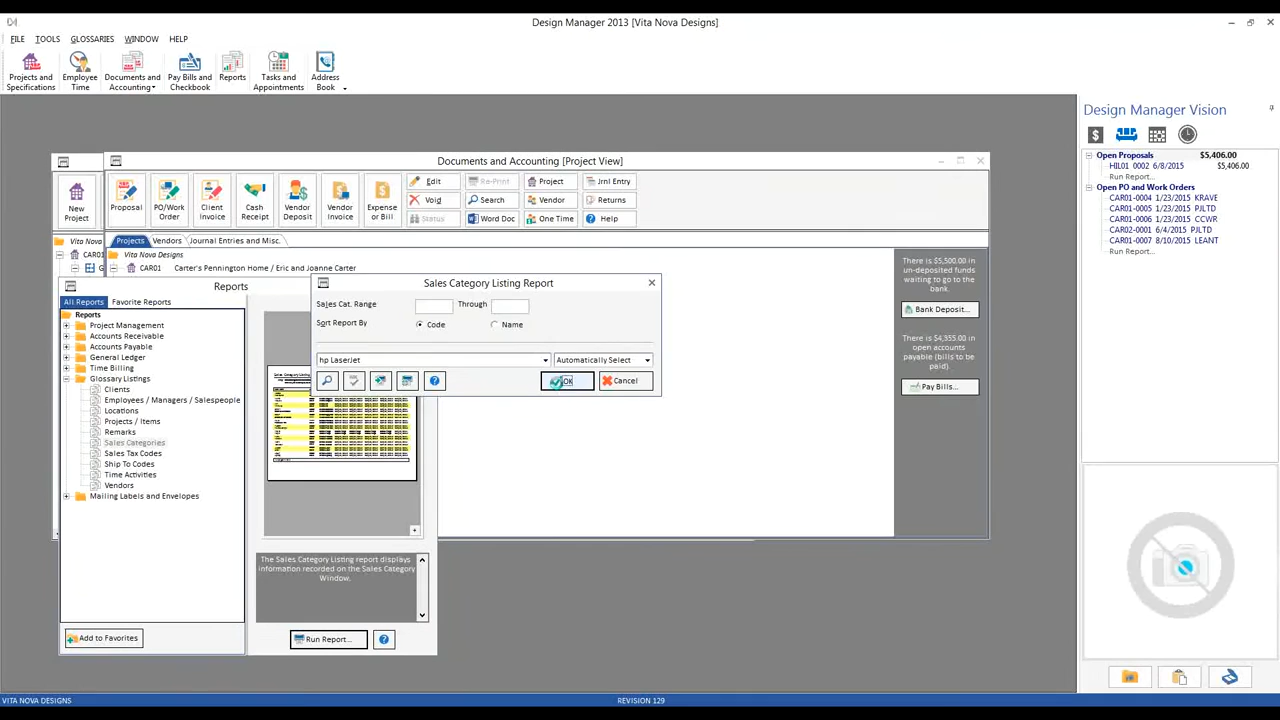 Design Manager 2013 [Vita Nova Designs]
FILE TOOLS GLOSSARIES WINDOW HELP
Projects and Specifications
Employee Time
Documents and Accounting
Pay Bills and Checkbook
Reports
Tasks and Appointments
Address Book
Documents and Accounting [Project View]
New Project
Proposal
PO/Work Order
Client Invoice
Cash Receipt
Vendor Deposit
Vendor Invoice
Expense or Bill
Edit Re-Print Project Jrnl Entry
Void Search Vendor Returns
Status Word Doc One Time Help
Projects Vendors Journal Entries and Misc.
Vita No
CAR01
G
Vita Nova Designs
CAR01 Carter's Pennington Home / Eric and Joanne Carter
There is $5,500.00 in
un-deposited funds
waiting to go to the
bank.
Bank Deposit...
There is $4,355.00 in
open accounts
payable (bills to be
paid).
Pay Bills...
Reports
All Reports Favorite Reports
Reports
Project Management
Accounts Receivable
Accounts Payable
General Ledger
Time Billing
Glossary Listings
Clients
Employees / Managers / Salespeople
Locations
Projects / Items
Remarks
Sales Categories
Sales Tax Codes
Ship To Codes
Time Activities
Vendors
Mailing Labels and Envelopes
Add to Favorites
The Sales Category Listing report displays
information recorded on the Sales Category
Window.
Run Report...
Sales Category Listing Report
Sales Cat. Range Through
Sort Report By Code Name
hp LaserJet Automatically Select
OK Cancel
Design Manager Vision
Open Proposals $5,406.00
HIL01 0002 6/8/2015 $5,406.00
Run Report...
Open PO and Work Orders
CAR01-0004 1/23/2015 KRAVE
CAR01-0005 1/23/2015 PJLTD
CAR01-0006 1/23/2015 CCWR
CAR02-0001 6/4/2015 PJLTD
CAR01-0007 8/10/2015 LEANT
Run Report...
VITA NOVA DESIGNS
REVISION 129